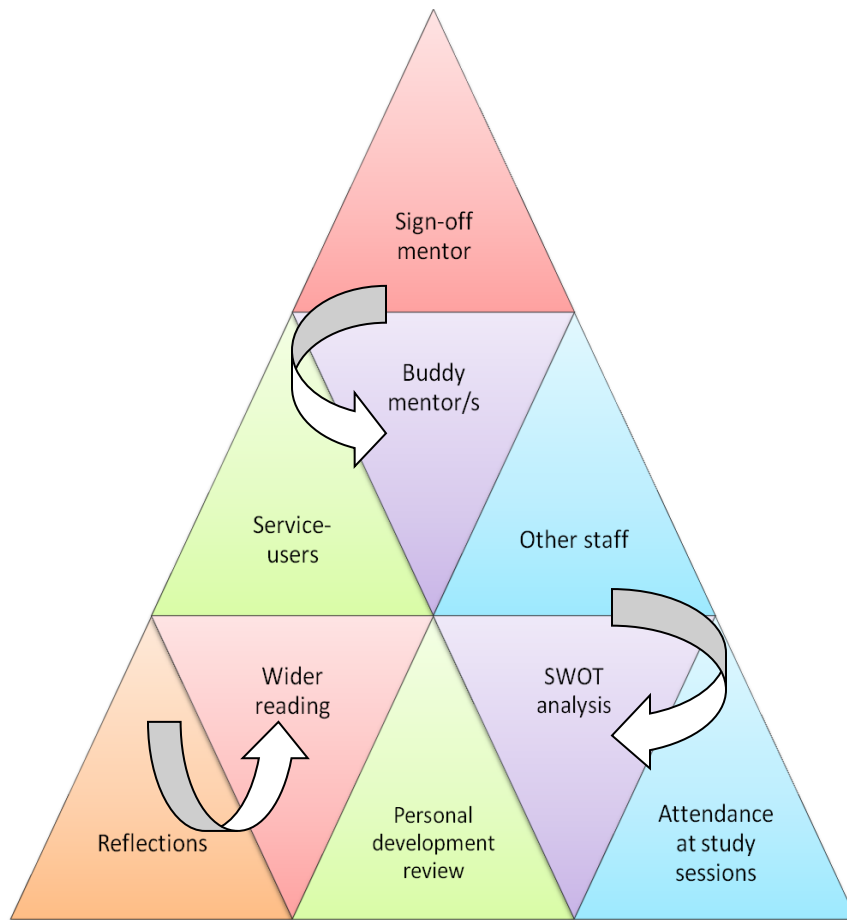 Sign-off
mentor
Buddy
mentor/s
Service-
users
Other staff
Wider
reading
SWOT
analysis
Reflections
Personal
development
review
Attendance
at study
sessions